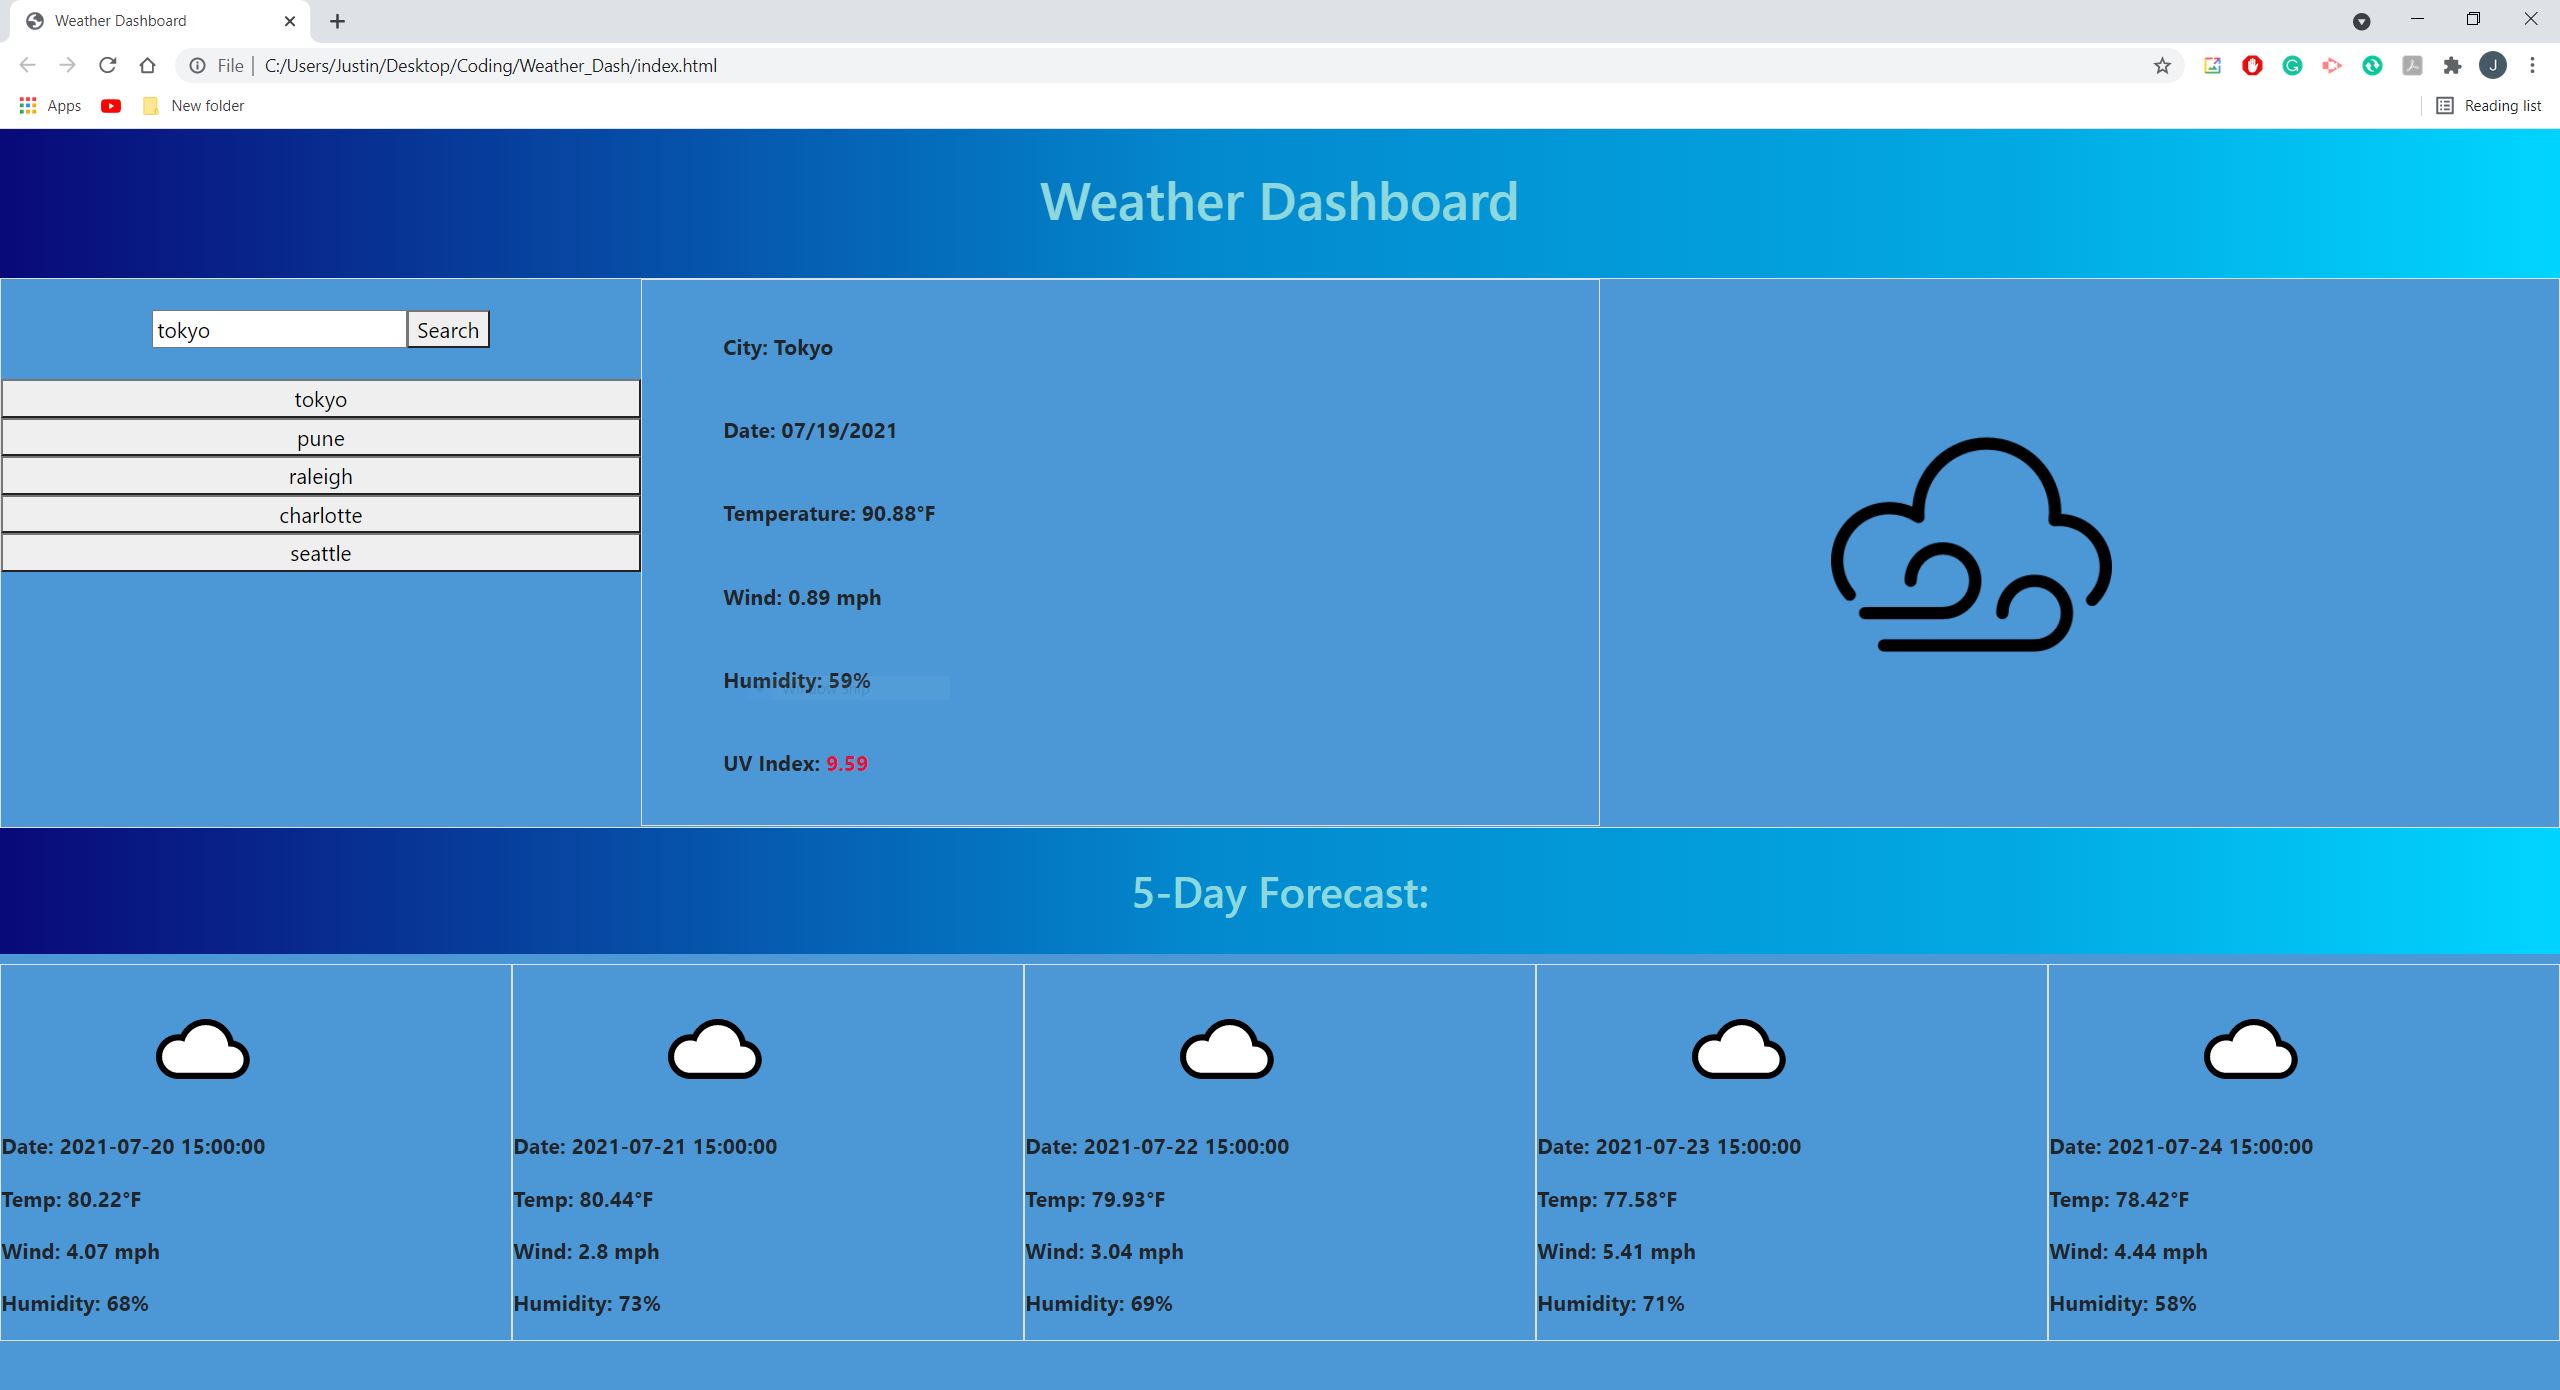 Weather Dashboard
File | C:/Users/Justin/Desktop/Coding/Weather_Dash/index.html
J
Apps
New folder
Reading list
Weather Dashboard
tokyo Search
tokyo
pune
raleigh
charlotte
seattle
City: Tokyo
Date: 07/19/2021
Temperature: 90.88°F
Wind: 0.89 mph
Humidity: 59%
UV Index: 9.59
5-Day Forecast:
Date: 2021-07-20 15:00:00
Temp: 80.22°F
Wind: 4.07 mph
Humidity: 68%
Date: 2021-07-21 15:00:00
Temp: 80.44°F
Wind: 2.8 mph
Humidity: 73%
Date: 2021-07-22 15:00:00
Temp: 79.93°F
Wind: 3.04 mph
Humidity: 69%
Date: 2021-07-23 15:00:00
Temp: 77.58°F
Wind: 5.41 mph
Humidity: 71%
Date: 2021-07-24 15:00:00
Temp: 78.42°F
Wind: 4.44 mph
Humidity: 58%